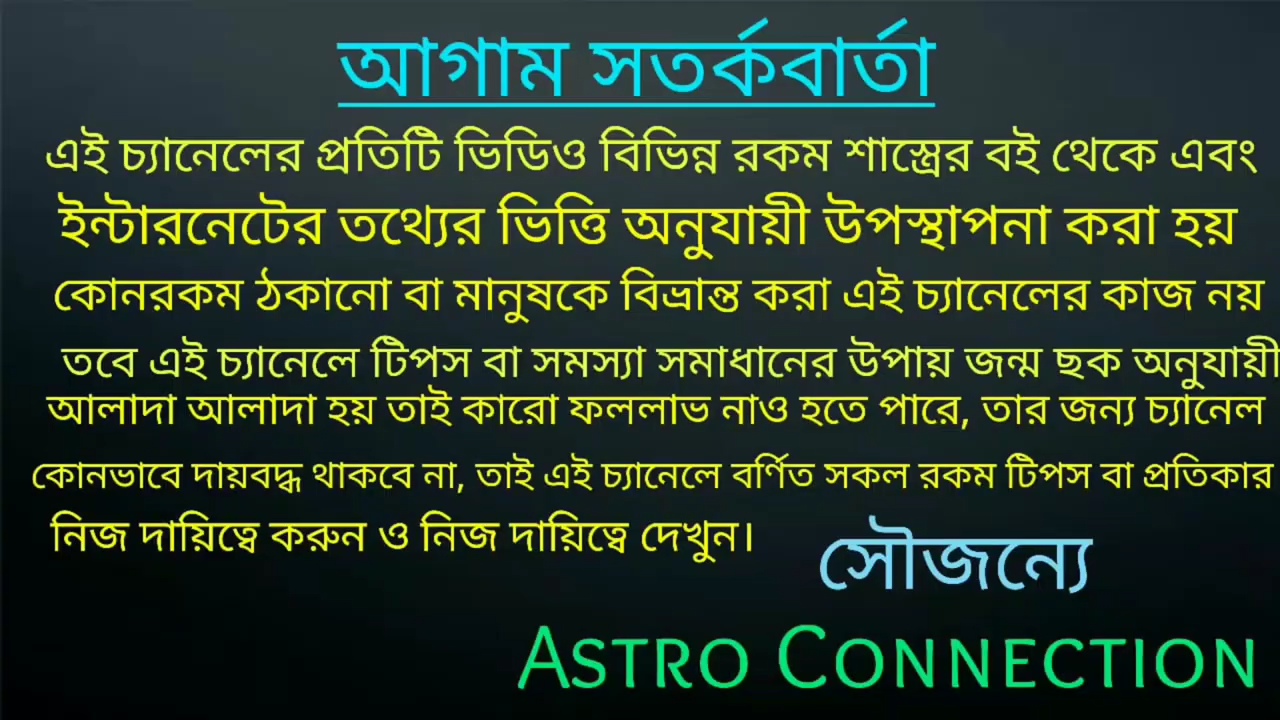 আগাম সতর্কবার্তা
এই চ্যানেলের প্রতিটি ভিডিও বিভিন্ন রকম শাস্ত্রের বই থেকে এবং
ইন্টারনেটের তথ্যের ভিত্তি অনুযায়ী উপস্থাপনা করা হয়
কোনরকম ঠকানো বা মানুষকে বিভ্রান্ত করা এই চ্যানেলের কাজ নয়
তবে এই চ্যানেলে টিপস বা সমস্যা সমাধানের উপায় জন্ম ছক অনুযায়ী
আলাদা আলাদা হয় তাই কারো ফললাভ নাও হতে পারে, তার জন্য চ্যানেল
কোনভাবে দায়বদ্ধ থাকবে না, তাই এই চ্যানেলে বর্ণিত সকল রকম টিপস বা প্রতিকার
নিজ দায়িত্বে করুন ও নিজ দায়িত্বে দেখুন।
সৌজন্যে
ASTRO CONNECTION